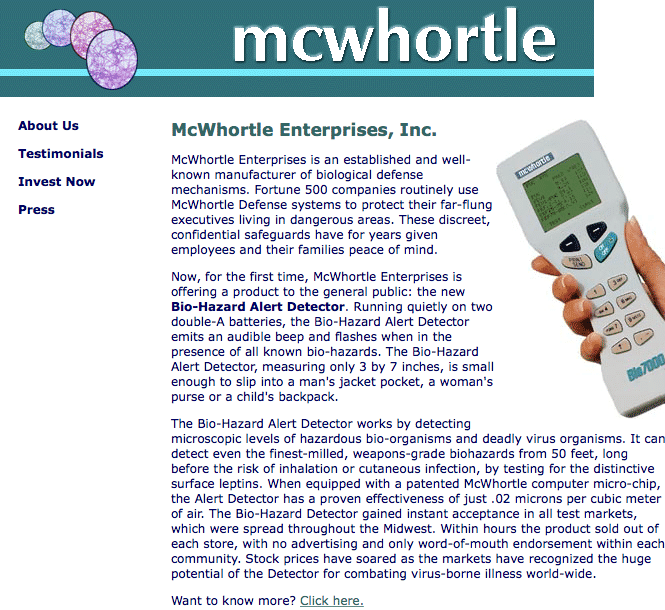 mcwhortle
About Us
Testimonials
Invest Now
Press
McWhortle Enterprises, Inc.
McWhortle Enterprises is an established and well-
known manufacturer of biological defense
mechanisms. Fortune 500 companies routinely use
McWhortle Defense systems to protect their far-flung
executives living in dangerous areas. These discreet,
confidential safeguards have for years given
employees and their families peace of mind.
Now, for the first time, McWhortle Enterprises is
offering a product to the general public: the new
Bio-Hazard Alert Detector. Running quietly on two
double-A batteries, the Bio-Hazard Alert Detector
emits an audible beep and flashes when in the
presence of all known bio-hazards. The Bio-Hazard
Alert Detector, measuring only 3 by 7 inches, is small
enough to slip into a man's jacket pocket, a woman's
purse or a child's backpack.
The Bio-Hazard Alert Detector works by detecting
microscopic levels of hazardous bio-organisms and deadly virus organisms. It can
detect even the finest-milled, weapons-grade biohazards from 50 feet, long
before the risk of inhalation or cutaneous infection, by testing for the distinctive
surface leptins. When equipped with a patented McWhortle computer micro-chip,
the Alert Detector has a proven effectiveness of just .02 microns per cubic meter
of air. The Bio-Hazard Detector gained instant acceptance in all test markets,
which were spread throughout the Midwest. Within hours the product sold out of
each store, with no advertising and only word-of-mouth endorsement within each
community. Stock prices have soared as the markets have recognized the huge
potential of the Detector for combating virus-borne illness world-wide.
Want to know more? Click here.
mcwhortle
Bio7000